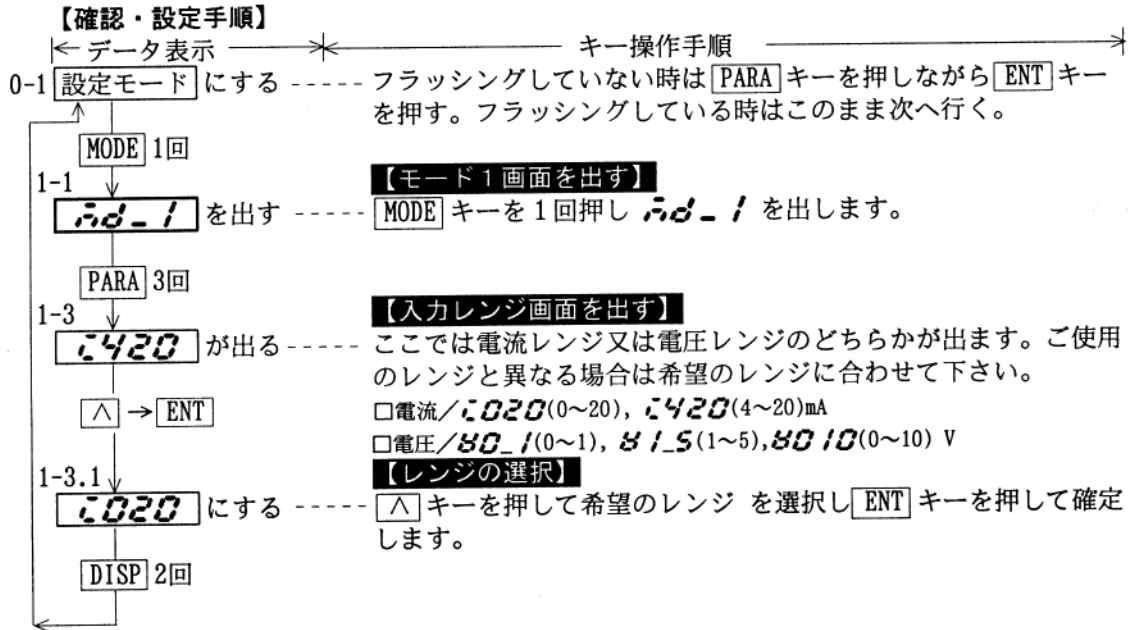 【確認・設定手順】
データ表示 キー操作手順
0-1 設定モード にする ----- フラッシングしていない時は PARA キーを押しながら ENT キー
を押す。フラッシングしている時はこのまま次へ行く。
MODE 1回
1-1 【モード1画面を出す】
Ad_1 を出す ----- MODE キーを1回押し Ad_1 を出します。
PARA 3回
1-3 【入力レンジ画面を出す】
C420 が出る ----- ここでは電流レンジ又は電圧レンジのどちらかが出ます。ご使用
のレンジと異なる場合は希望のレンジに合わせて下さい。
∧ → ENT
□電流/C020(0~20), C420(4~20)mA
□電圧/80_1(0~1), 81_5(1~5),8010(0~10) V
1-3.1 【レンジの選択】
C020 にする ----- ∧ キーを押して希望のレンジ を選択し ENT キーを押して確定
します。
DISP 2回